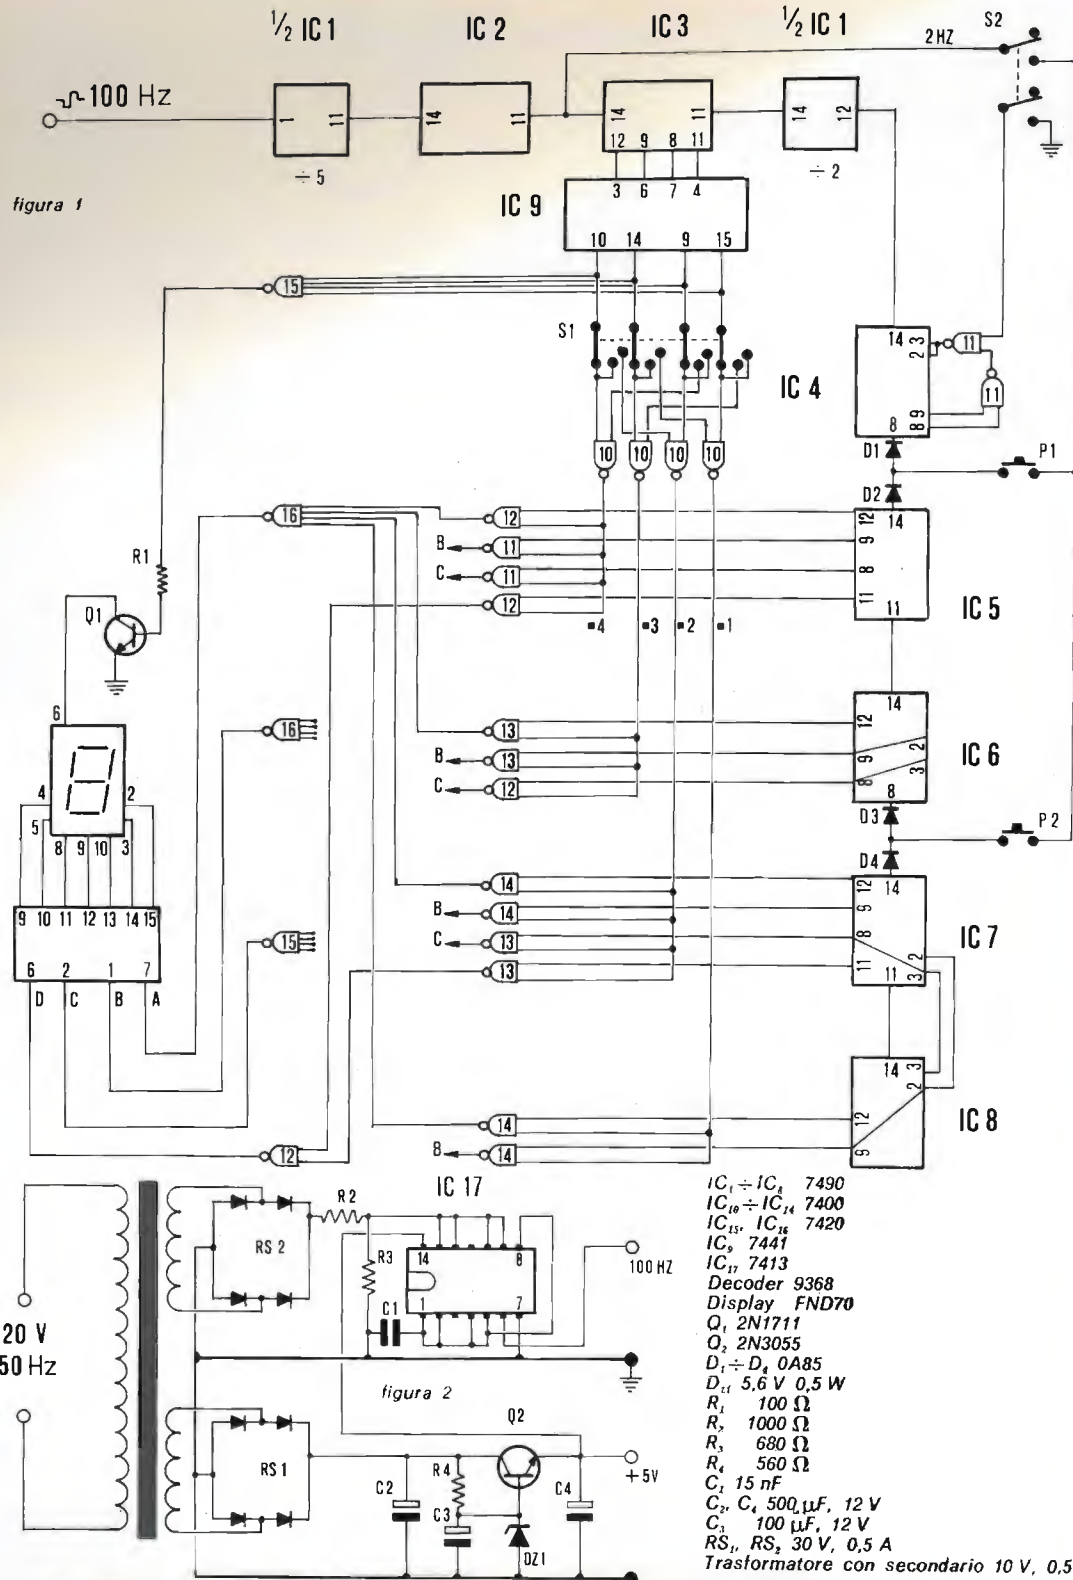 ½ IC 1
IC 2
IC 3
½ IC 1
2 HZ
S2
100 Hz
1 11
14 11
14 11
12 9 8 11
14 12
÷ 5
÷ 2
figura 1
IC 9
3 6 7 4
10 14 9 15
15
S1
IC 4
14 3
2
11
11
9
8
8
10 10 10 10
D1
P1
D2
16
12
B 11
C 11
12
12 14
9
8
11
11
IC 5
R1
Q1
▪4 ▪3 ▪2 ▪1
6
16
13
B 13
C 12
14
12
9 2
8 3
8
IC 6
4 2
5 3
8 9 10
D3
P2
D4
14
B 14
C 13
13
12 14
9
8
11 11
2
3
IC 7
9 10 11 12 13 14 15
6 2 1 7
D C B A
15
14 3
2
12
9
IC 8
14
B 14
12
IC 17
R2
RS 2
R3
14 8
1 7
C1
100 HZ
20 V
50 Hz
figura 2
Q2
RS 1
C2
R4
C3
DZ1
C4
+5V
IC₁ ÷ IC₈ 7490
IC₁₀ ÷ IC₁₄ 7400
IC₁₅, IC₁₆ 7420
IC₉ 7441
IC₁₇ 7413
Decoder 9368
Display FND70
Q₁ 2N1711
Q₂ 2N3055
D₁ ÷ D₄ 0A85
5,6 V 0,5 W
R₁ 100 Ω
R₂ 1000 Ω
R₃ 680 Ω
R₄ 560 Ω
C₁ 15 nF
C₂, C₄ 500 µF, 12 V
C₃ 100 µF, 12 V
RS₁, RS₂ 30 V, 0,5 A
Trasformatore con secondario 10 V, 0,5